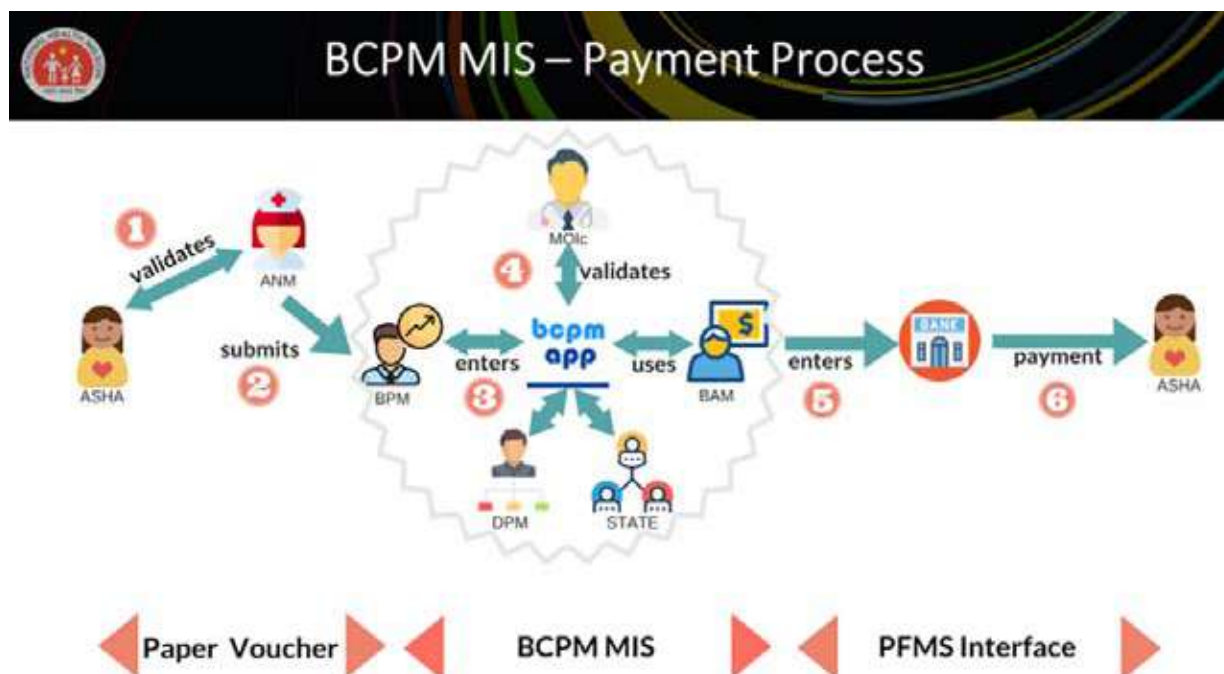 BCPM MIS – Payment Process
1
validates
ANM
ASHA
submits
2
MOIc
4
validates
BPM
enters
3
bcpm
app
uses
$
BAM
DPM
STATE
enters
5
BANK
payment
6
ASHA
Paper Voucher
BCPM MIS
PFMS Interface